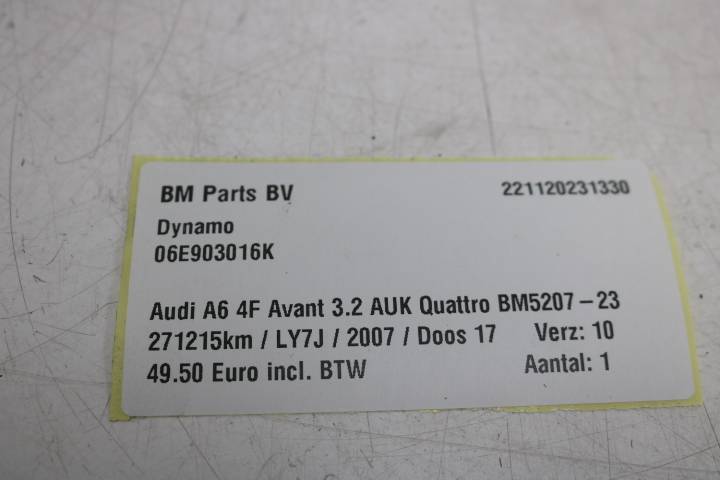 BM Parts BV 221120231330
Dynamo
06E903016K
Audi A6 4F Avant 3.2 AUK Quattro BM5207-23
271215km / LY7J / 2007 / Doos 17 Verz: 10
49.50 Euro incl. BTW Aantal: 1